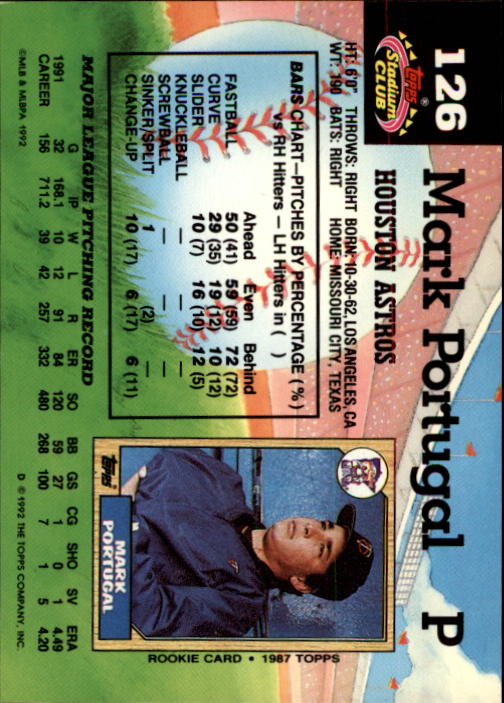 126
Topps
Stadium
CLUB
Mark Portugal P
HOUSTON ASTROS
HT: 6'0" THROWS: RIGHT BORN: 10-30-62, LOS ANGELES, CA
WT: 190 BATS: RIGHT HOME: MISSOURI CITY, TEXAS
BARS CHART—PITCHES BY PERCENTAGE (%)
vs RH Hitters — LH Hitters in ( )
Ahead Even Behind
FASTBALL 50 (41) 59 (59) 72 (72)
CURVE 29 (35) 19 (12) 10 (12)
SLIDER 10 (7) 16 (10) 12 (5)
KNUCKLEBALL — — —
SCREWBALL — — —
SINKER/SPLIT 1 (2) —
CHANGE-UP 10 (17) 6 (17) 6 (11)
Topps
MARK
PORTUGAL
ROOKIE CARD • 1987 TOPPS
MAJOR LEAGUE PITCHING RECORD
G IP W L R ER SO BB GS CG SHO SV ERA
1991 32 168.1 10 12 91 84 120 59 27 1 0 1 4.49
CAREER 156 711.2 39 42 257 332 480 268 100 7 1 5 4.20
©MLB & MLBPA 1992
D ©1992 THE TOPPS COMPANY, INC.